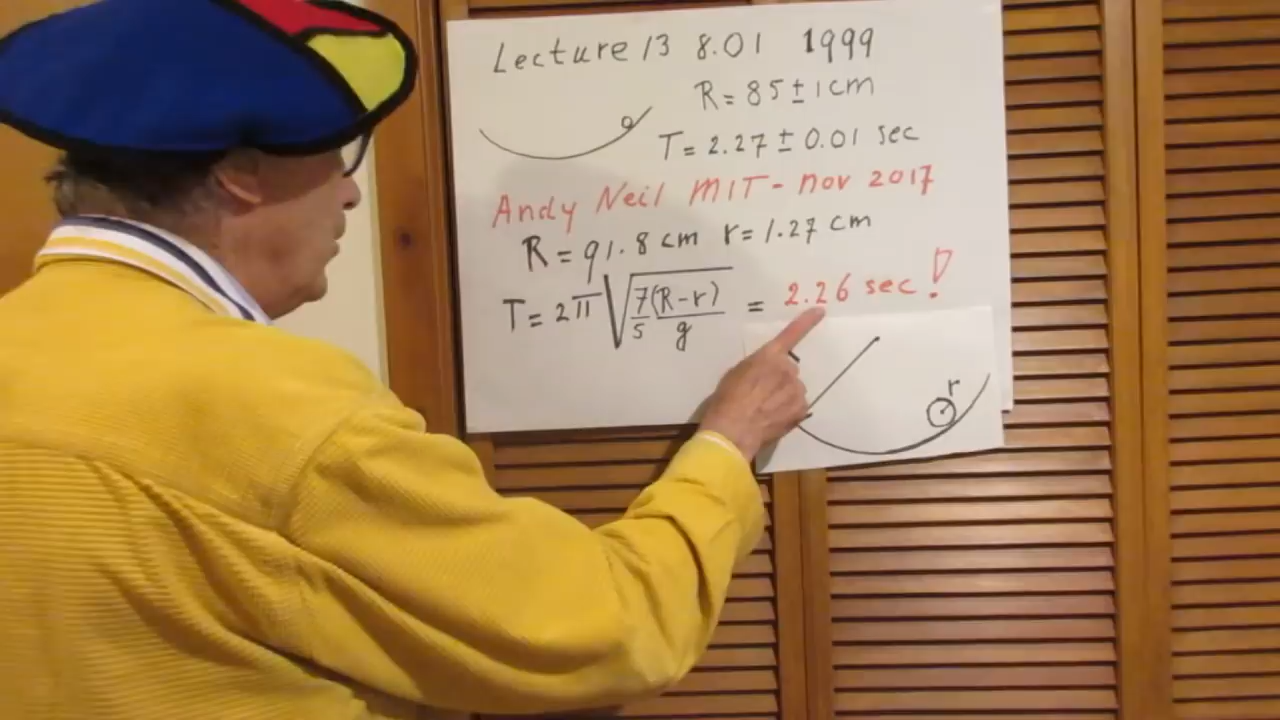 Lecture 13 8.01 1999
R = 85 ± 1 cm
T = 2.27 ± 0.01 sec
Andy Neil MIT - nov 2017
R = 91.8 cm r = 1.27 cm
T = 2π √(7/5 (R-r)/g) = 2.26 sec!
r